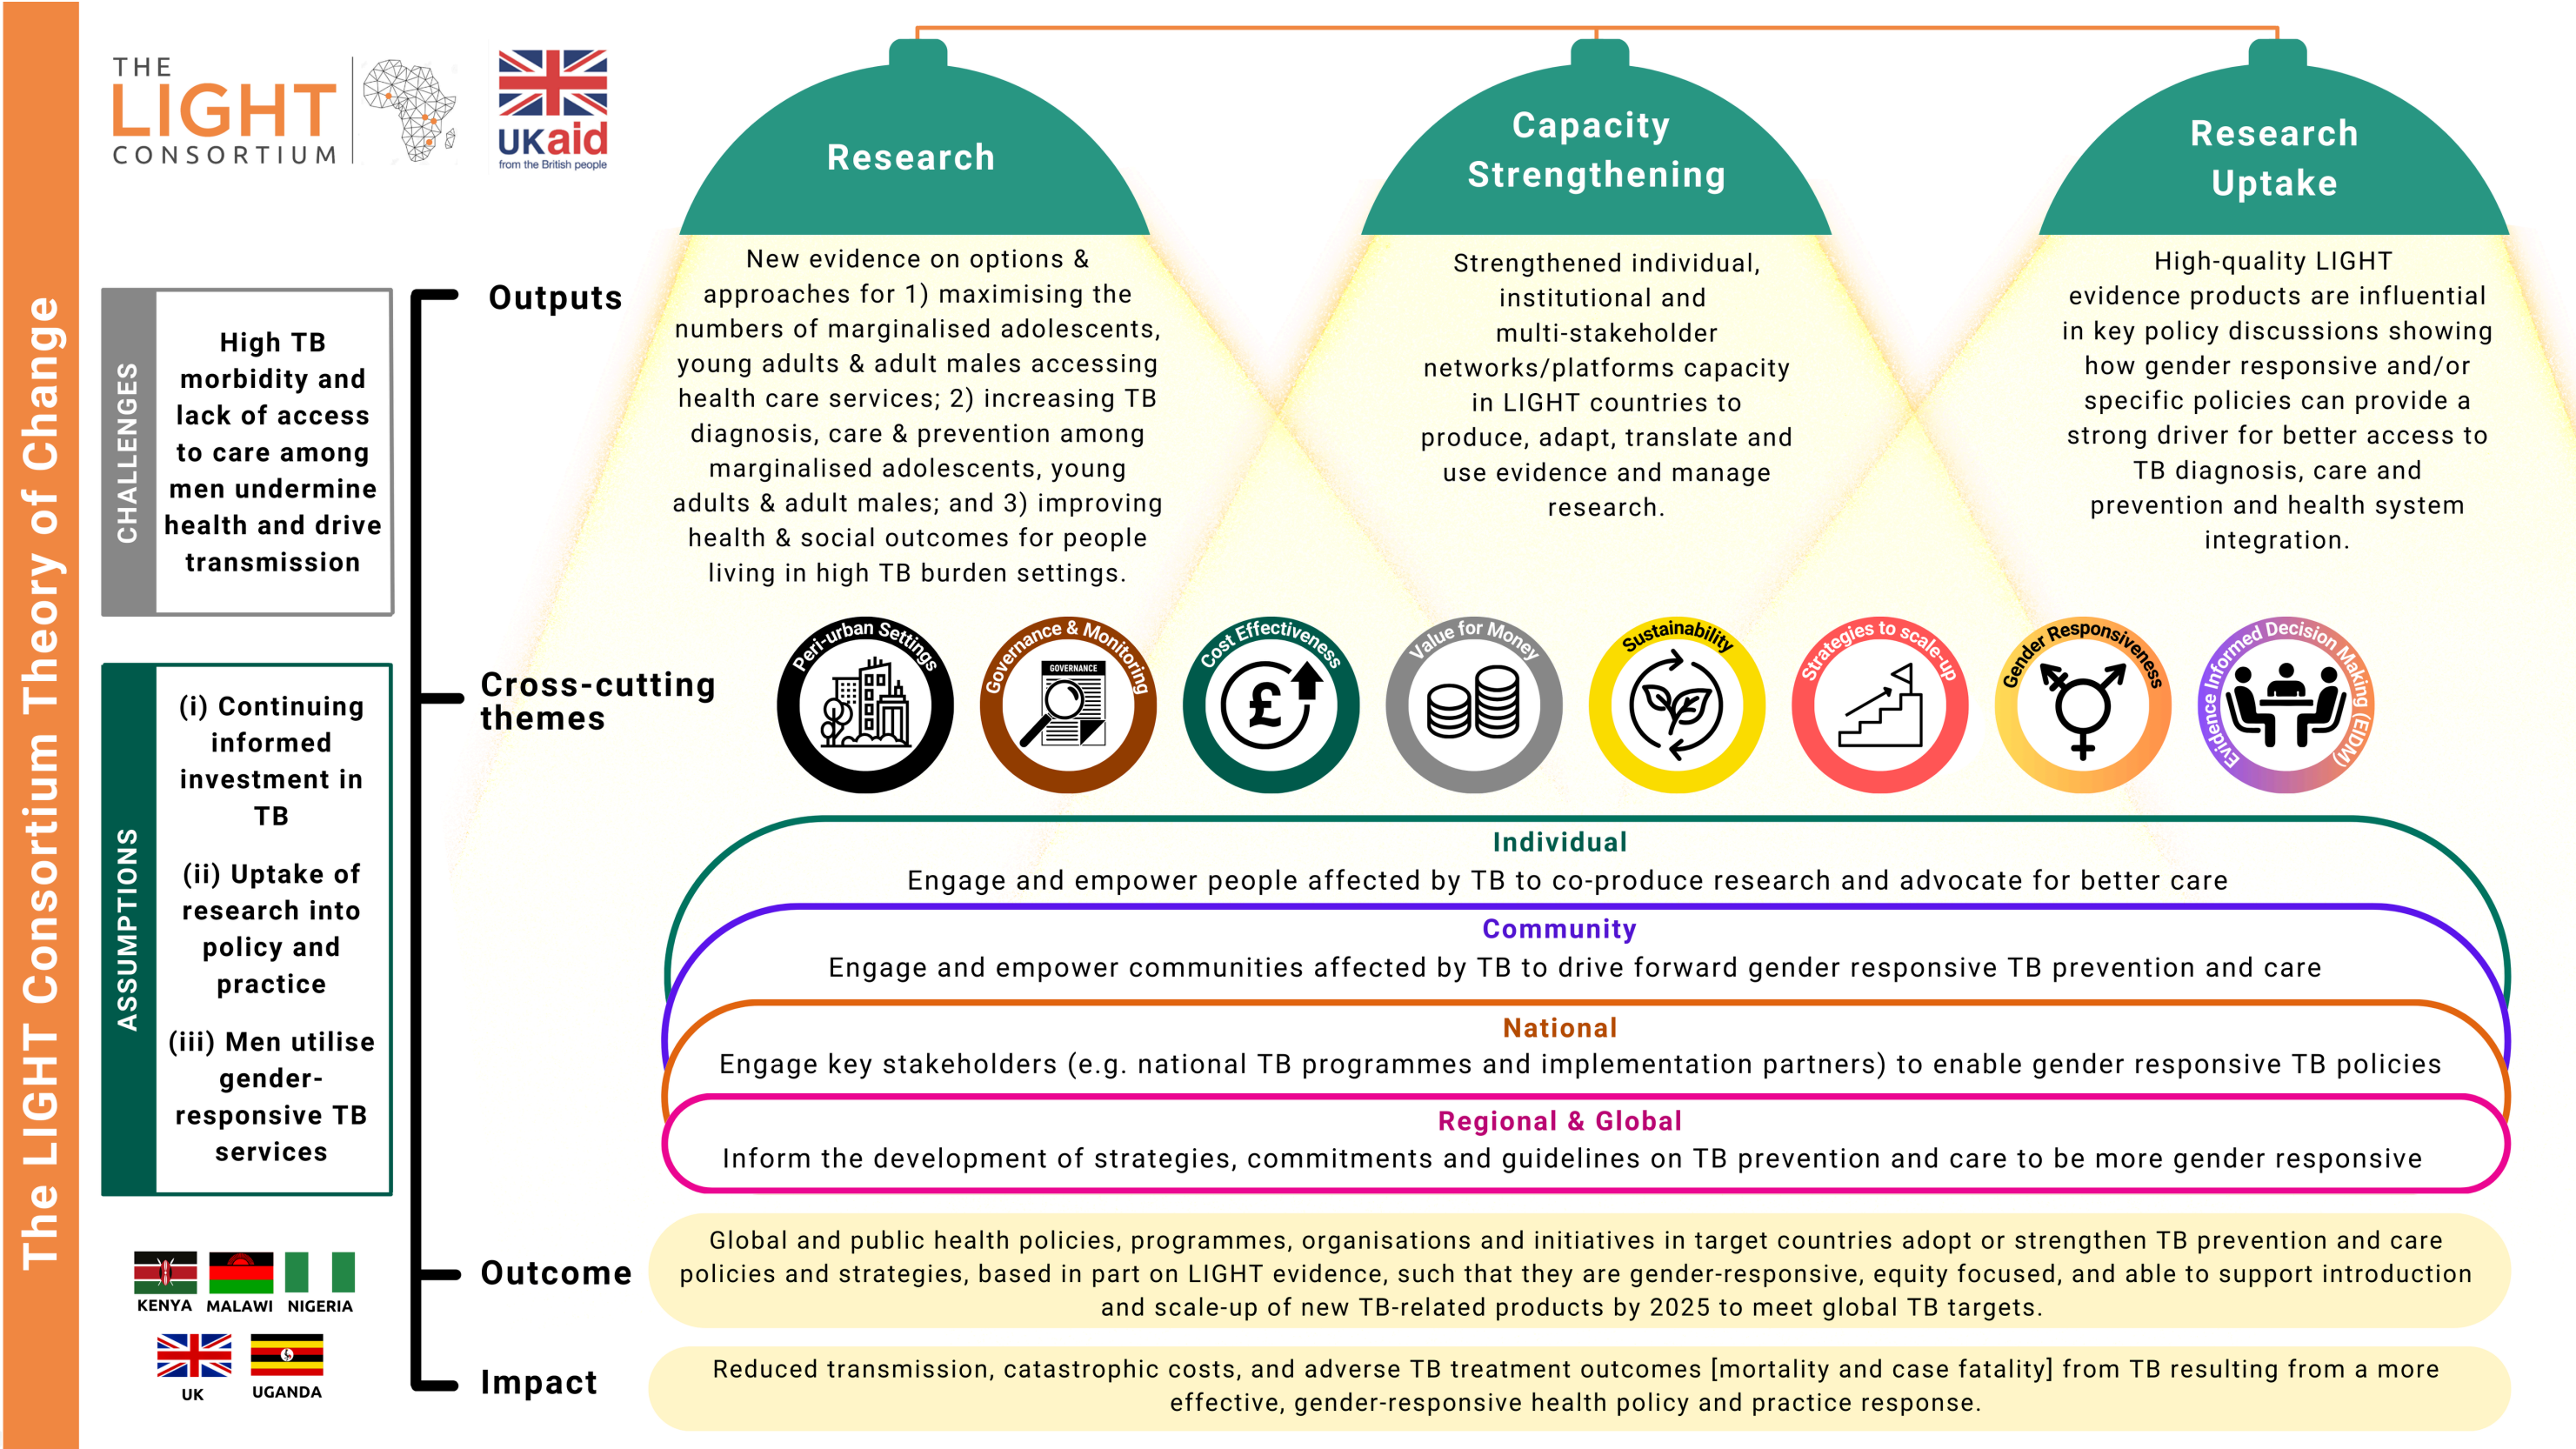 The LIGHT Consortium Theory of Change
THE
LIGHT
CONSORTIUM
UKaid
from the British people
CHALLENGES
High TB
morbidity and
lack of access
to care among
men undermine
health and drive
transmission
ASSUMPTIONS
(i) Continuing
informed
investment in
TB
(ii) Uptake of
research into
policy and
practice
(iii) Men utilise
gender-
responsive TB
services
KENYA
MALAWI
NIGERIA
UK
UGANDA
Outputs
Research
New evidence on options &
approaches for 1) maximising the
numbers of marginalised adolescents,
young adults & adult males accessing
health care services; 2) increasing TB
diagnosis, care & prevention among
marginalised adolescents, young
adults & adult males; and 3) improving
health & social outcomes for people
living in high TB burden settings.
Capacity
Strengthening
Strengthened individual,
institutional and
multi-stakeholder
networks/platforms capacity
in LIGHT countries to
produce, adapt, translate and
use evidence and manage
research.
Research
Uptake
High-quality LIGHT
evidence products are influential
in key policy discussions showing
how gender responsive and/or
specific policies can provide a
strong driver for better access to
TB diagnosis, care and
prevention and health system
integration.
Cross-cutting
themes
Peri-urban Settings
Governance & Monitoring
GOVERNANCE
Cost Effectiveness
£
Value for Money
Sustainability
Strategies to scale-up
Gender Responsiveness
Evidence Informed Decision Making (EIDM)
Individual
Engage and empower people affected by TB to co-produce research and advocate for better care
Community
Engage and empower communities affected by TB to drive forward gender responsive TB prevention and care
National
Engage key stakeholders (e.g. national TB programmes and implementation partners) to enable gender responsive TB policies
Regional & Global
Inform the development of strategies, commitments and guidelines on TB prevention and care to be more gender responsive
Outcome
Global and public health policies, programmes, organisations and initiatives in target countries adopt or strengthen TB prevention and care
policies and strategies, based in part on LIGHT evidence, such that they are gender-responsive, equity focused, and able to support introduction
and scale-up of new TB-related products by 2025 to meet global TB targets.
Impact
Reduced transmission, catastrophic costs, and adverse TB treatment outcomes [mortality and case fatality] from TB resulting from a more
effective, gender-responsive health policy and practice response.